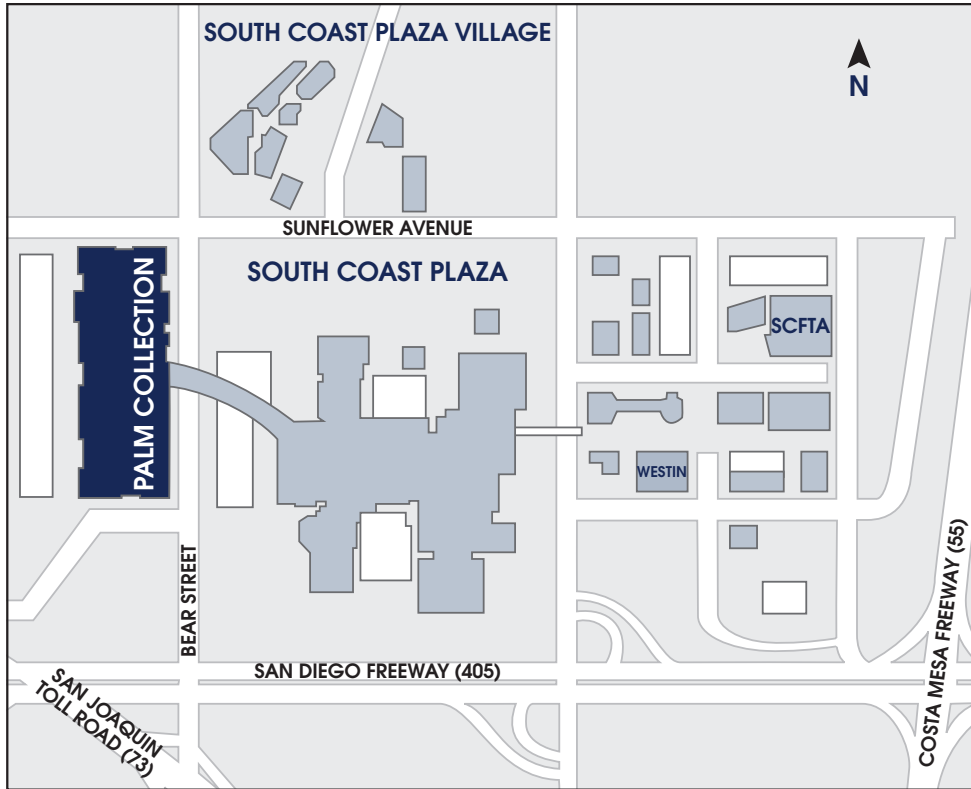 SOUTH COAST PLAZA VILLAGE
N
SUNFLOWER AVENUE
SOUTH COAST PLAZA
PALM COLLECTION
SCFTA
WESTIN
BEAR STREET
COSTA MESA FREEWAY (55)
SAN DIEGO FREEWAY (405)
SAN JOAQUIN
TOLL ROAD (73)